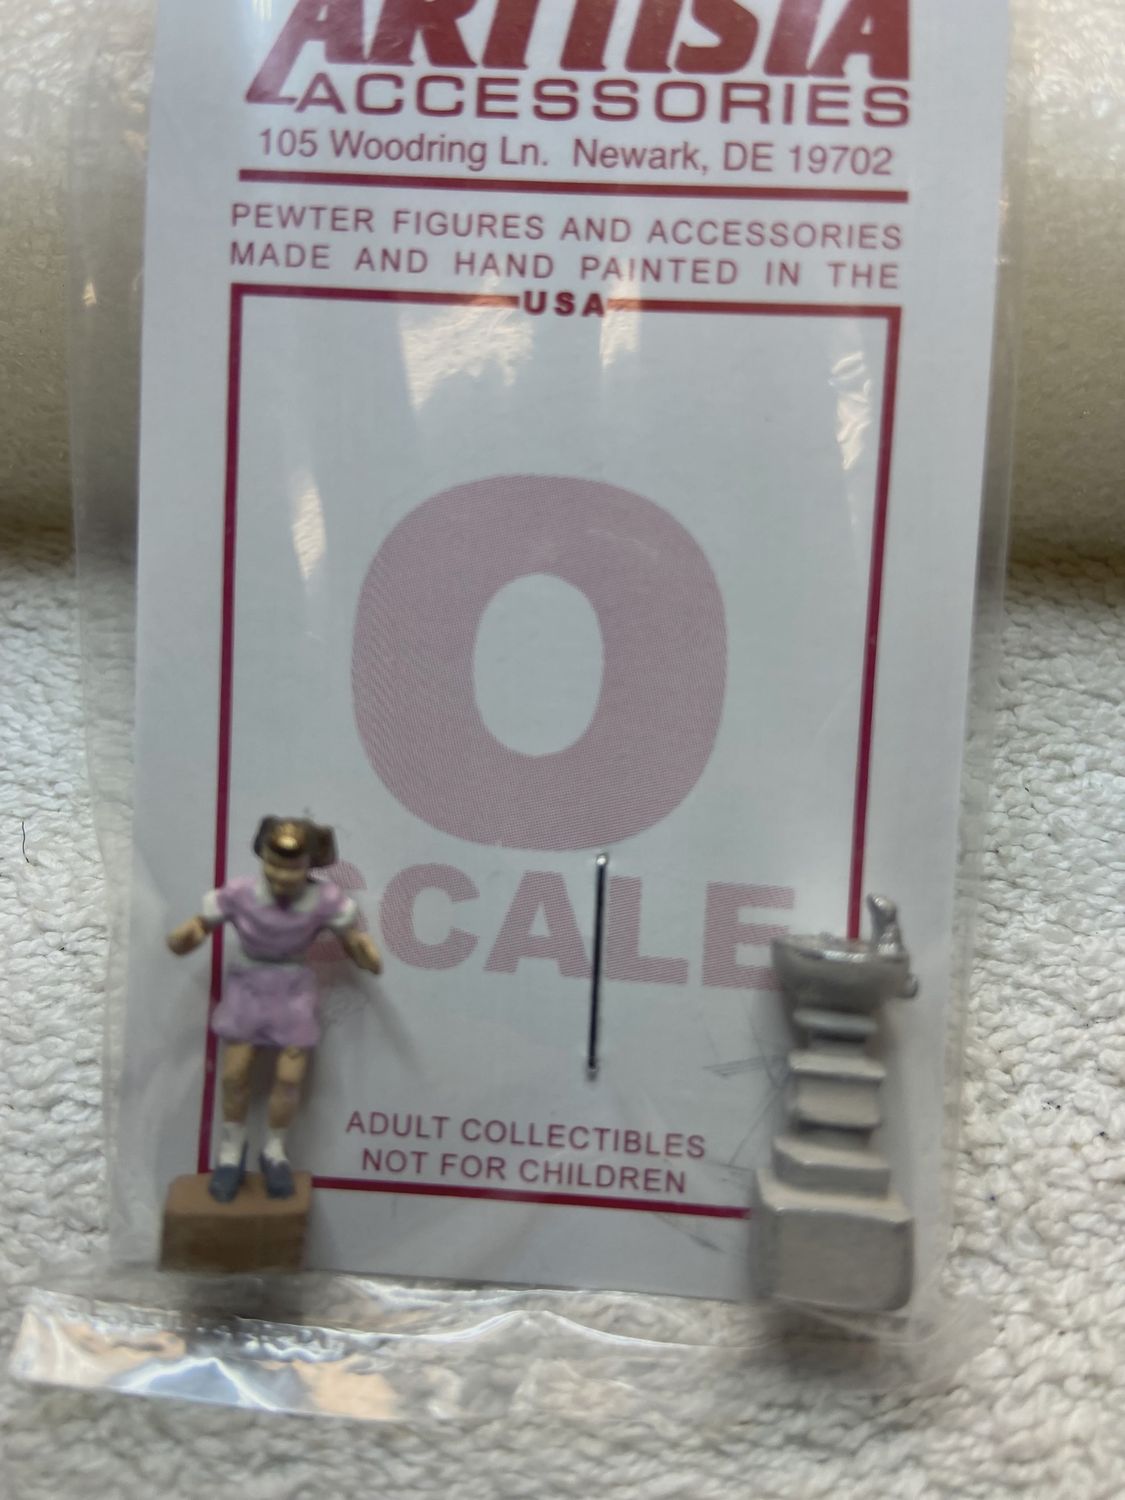 ARTTISTA
ACCESSORIES
105 Woodring Ln. Newark, DE 19702
PEWTER FIGURES AND ACCESSORIES
MADE AND HAND PAINTED IN THE
USA
O
SCALE
ADULT COLLECTIBLES
NOT FOR CHILDREN